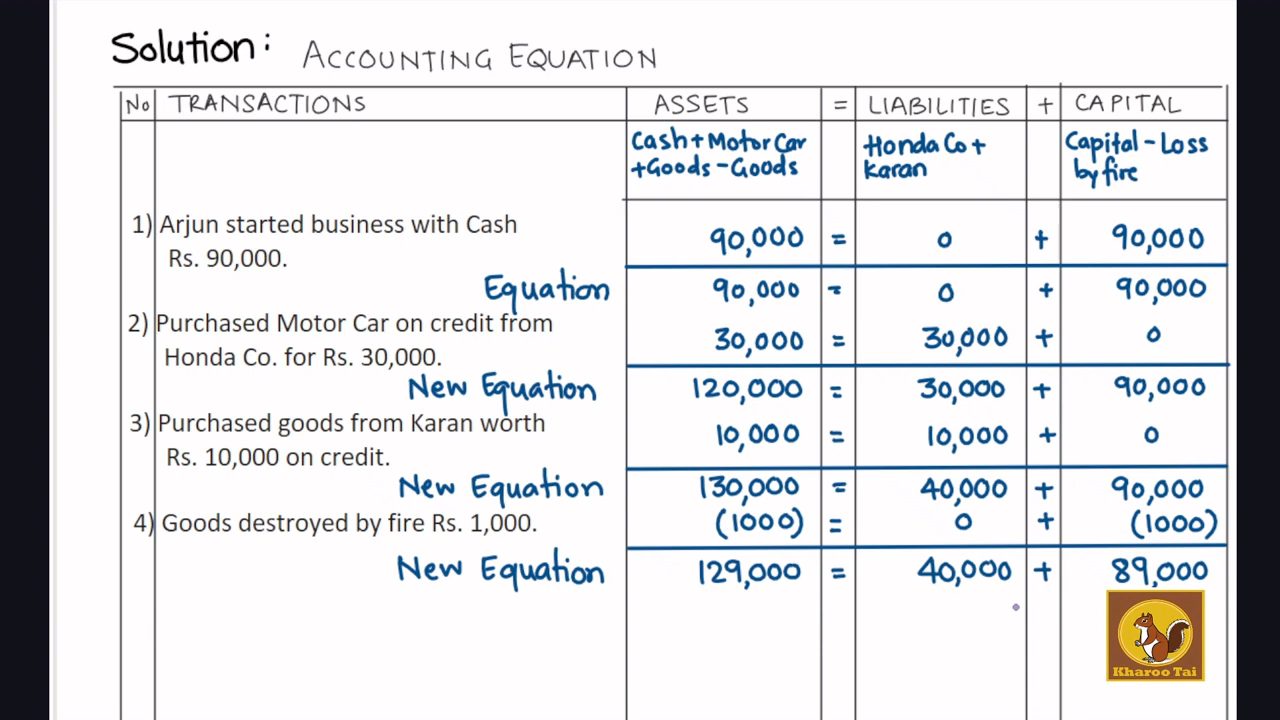 Solution: ACCOUNTING EQUATION
No TRANSACTIONS ASSETS = LIABILITIES + CAPITAL
Cash+Motor Car Honda Co+ Capital-Loss
+Goods-Goods Karan by fire
1) Arjun started business with Cash
Rs. 90,000. 90,000 = 0 + 90,000
Equation 90,000 = 0 + 90,000
2) Purchased Motor Car on credit from
Honda Co. for Rs. 30,000. 30,000 = 30,000 + 0
New Equation 120,000 = 30,000 + 90,000
3) Purchased goods from Karan worth
Rs. 10,000 on credit. 10,000 = 10,000 + 0
New Equation 130,000 = 40,000 + 90,000
4) Goods destroyed by fire Rs. 1,000. (1000) = 0 + (1000)
New Equation 129,000 = 40,000 + 89,000
Kharoo Tai